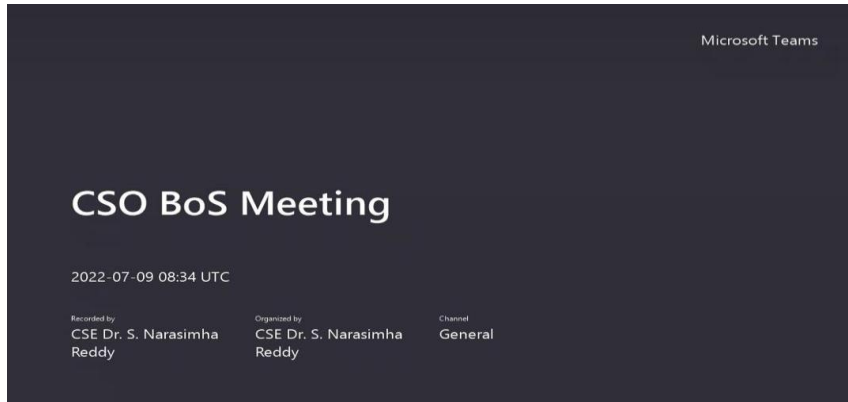 Microsoft Teams
CSO BoS Meeting
2022-07-09 08:34 UTC
Recorded by
CSE Dr. S. Narasimha
Reddy
Organized by
CSE Dr. S. Narasimha
Reddy
Channel
General